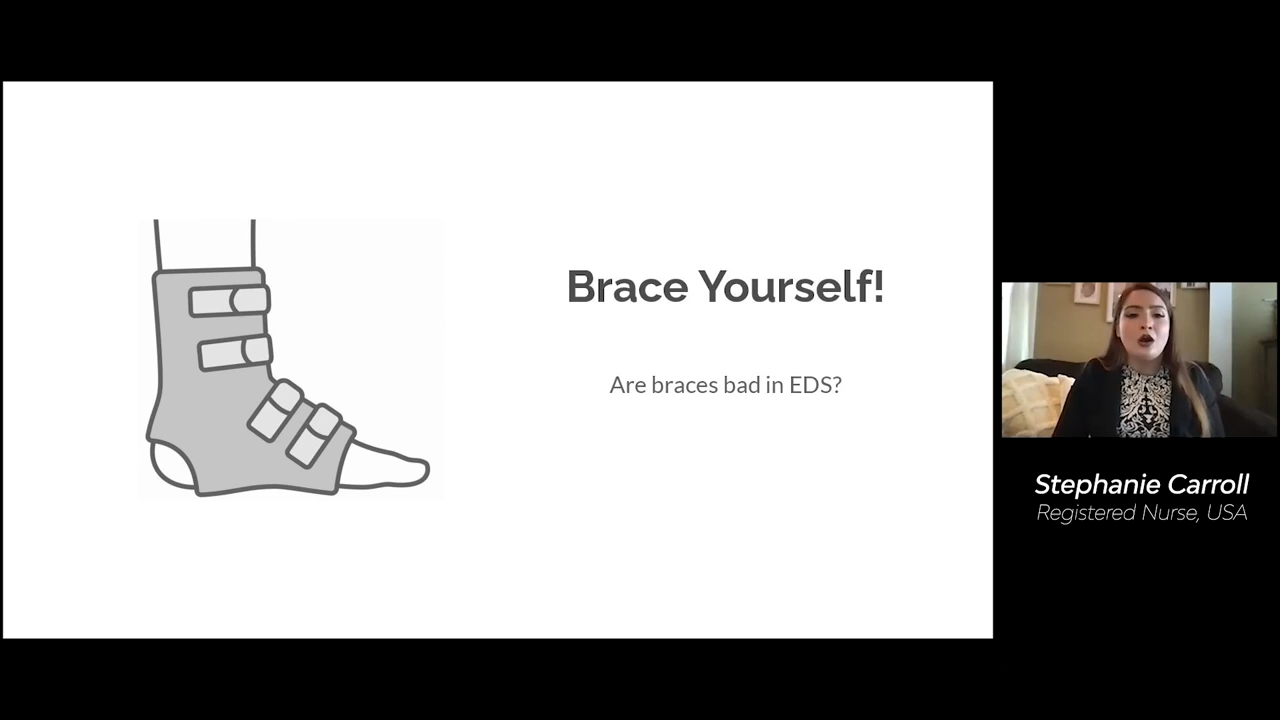 Brace Yourself!
Are braces bad in EDS?
Stephanie Carroll
Registered Nurse, USA